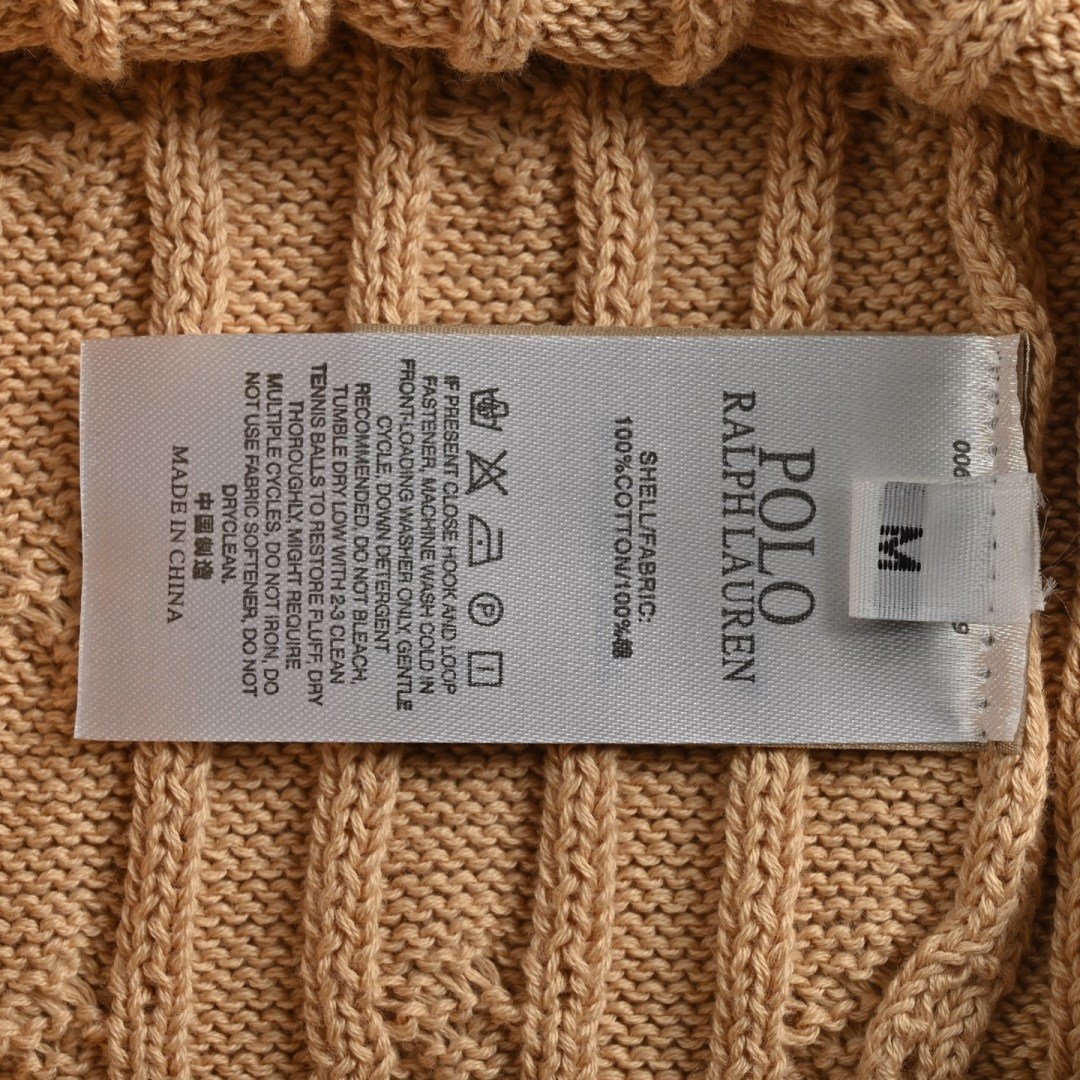 M
POLO
RALPH LAUREN
SHELL/FABRIC:
100%COTTON/100%棉
IF PRESENT CLOSE HOOK AND LOOP
FASTENER, MACHINE WASH COLD IN
FRONT-LOADING WASHER ONLY, GENTLE
CYCLE, DOWN DETERGENT
RECOMMENDED, DO NOT BLEACH,
TUMBLE DRY LOW WITH 2-3 CLEAN
TENNIS BALLS TO RESTORE FLUFF, DRY
THOROUGHLY, MIGHT REQUIRE
MULTIPLE CYCLES, DO NOT IRON, DO
NOT USE FABRIC SOFTENER, DO NOT
DRYCLEAN.
中国制造
MADE IN CHINA